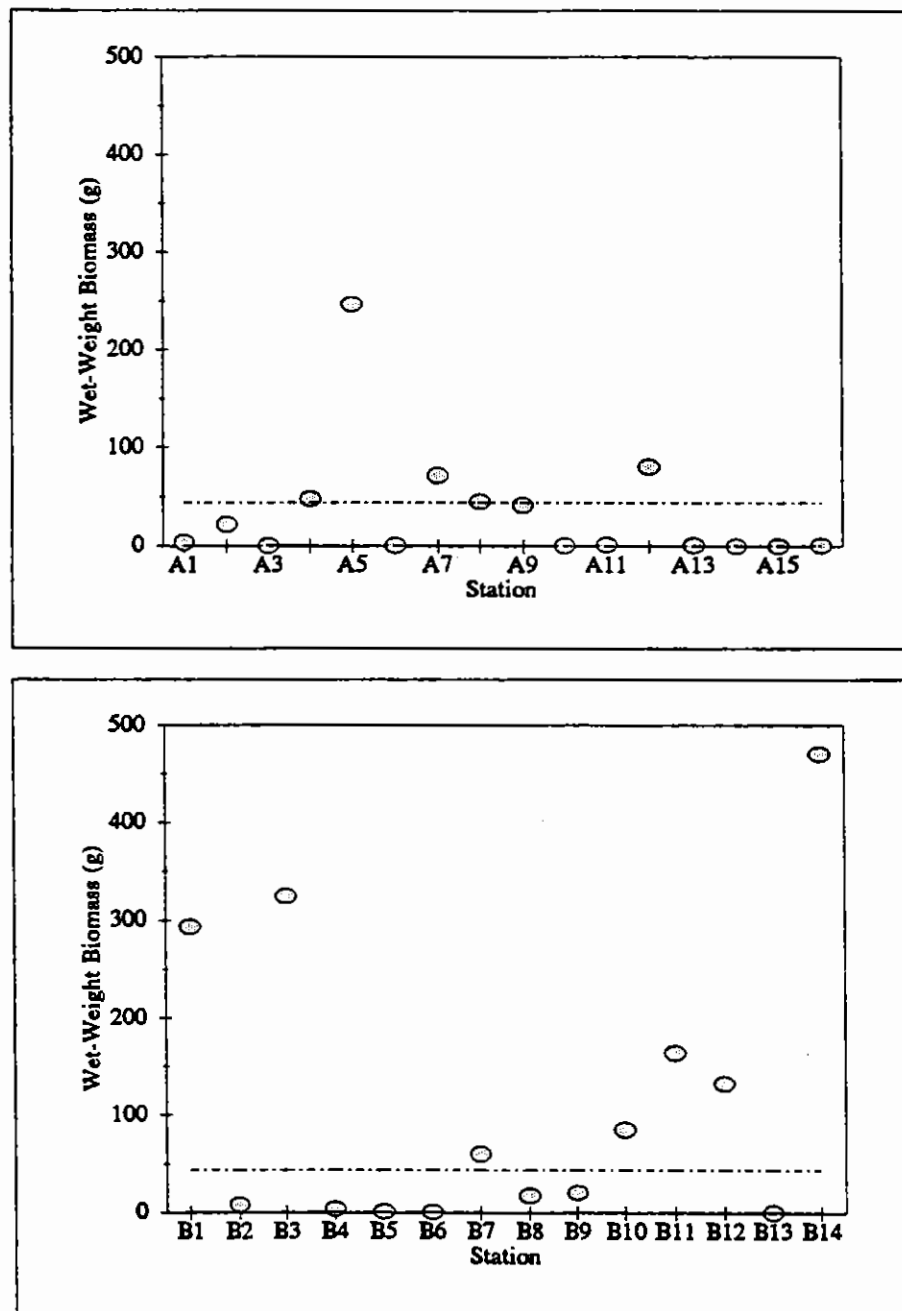 500
400
300
200
100
0
Wet-Weight Biomass (g)
A1 A3 A5 A7 A9 A11 A13 A15
Station
500
400
300
200
100
0
Wet-Weight Biomass (g)
B1 B2 B3 B4 B5 B6 B7 B8 B9 B10 B11 B12 B13 B14
Station